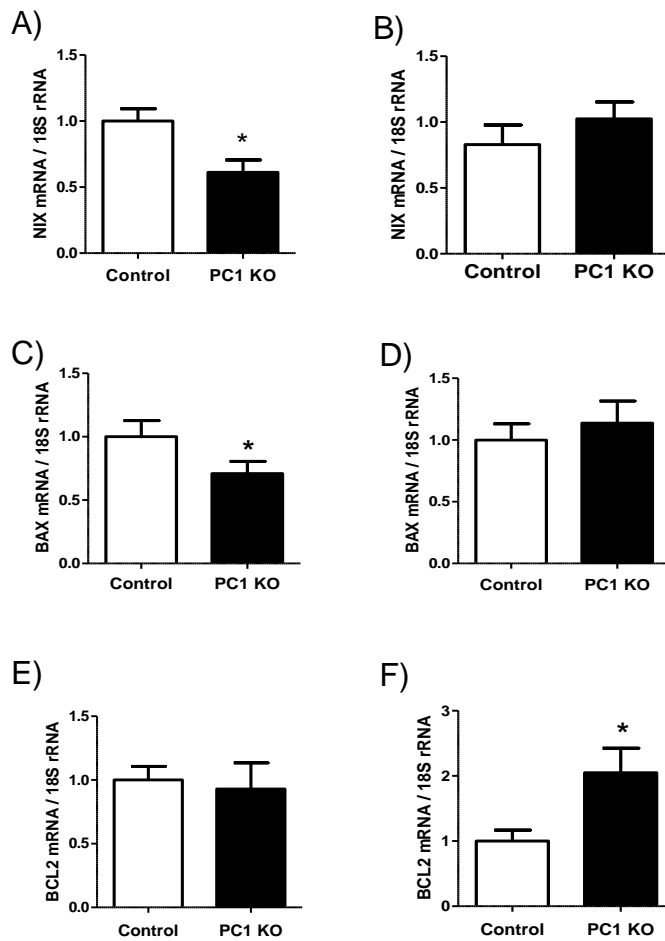 A)
NIX mRNA / 18S rRNA
1.5
1.0
0.5
0.0
*
Control PC1 KO
B)
NIX mRNA / 18S rRNA
1.5
1.0
0.5
0.0
Control PC1 KO
C)
BAX mRNA / 18S rRNA
1.5
1.0
0.5
0.0
*
Control PC1 KO
D)
BAX mRNA / 18S rRNA
1.5
1.0
0.5
0.0
Control PC1 KO
E)
BCL2 mRNA / 18S rRNA
1.5
1.0
0.5
0.0
Control PC1 KO
F)
BCL2 mRNA / 18S rRNA
3
2
1
0
*
Control PC1 KO